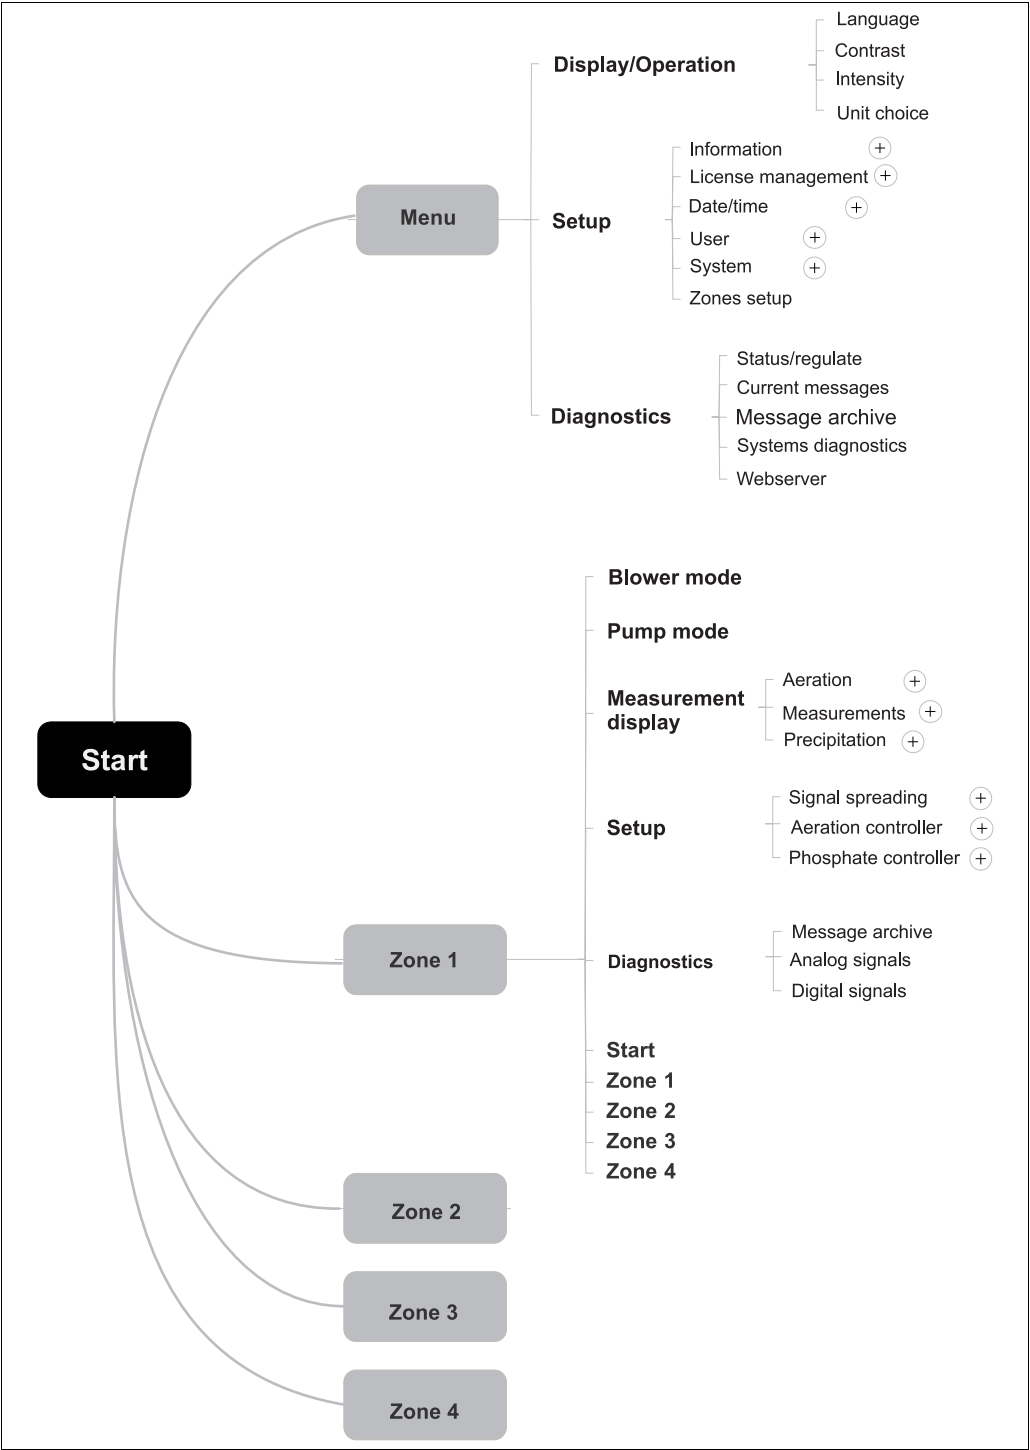 Language
Contrast
Display/Operation
Intensity
Unit choice
Information +
License management +
Date/time +
Menu
Setup
User +
System +
Zones setup
Status/regulate
Current messages
Diagnostics
Message archive
Systems diagnostics
Webserver
Blower mode
Pump mode
Measurement
display
Aeration +
Measurements +
Precipitation +
Start
Setup
Signal spreading +
Aeration controller +
Phosphate controller +
Zone 1
Diagnostics
Message archive
Analog signals
Digital signals
Start
Zone 1
Zone 2
Zone 3
Zone 4
Zone 2
Zone 3
Zone 4